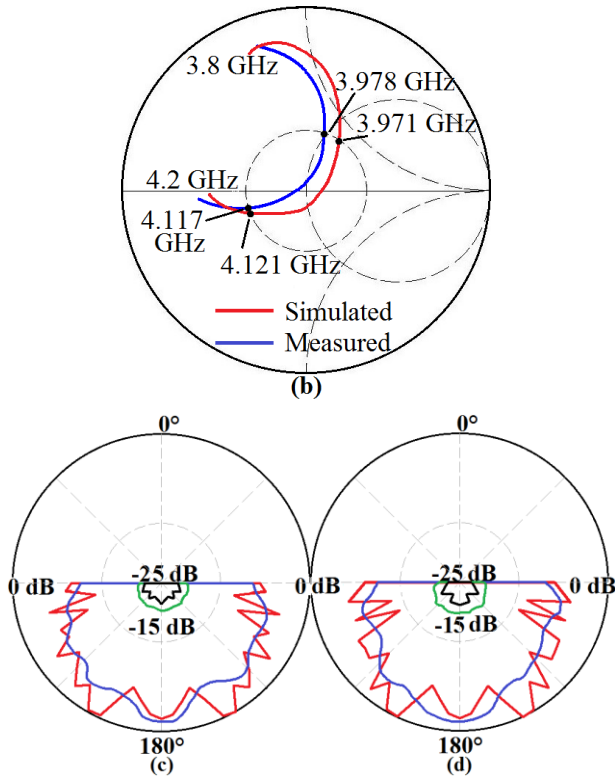 3.8 GHz
3.978 GHz
3.971 GHz
4.2 GHz
4.117
GHz
4.121 GHz
Simulated
Measured
(b)
0° 0°
-25 dB -25 dB
0 dB 0 dB 0 dB
-15 dB -15 dB
180° 180°
(c) (d)